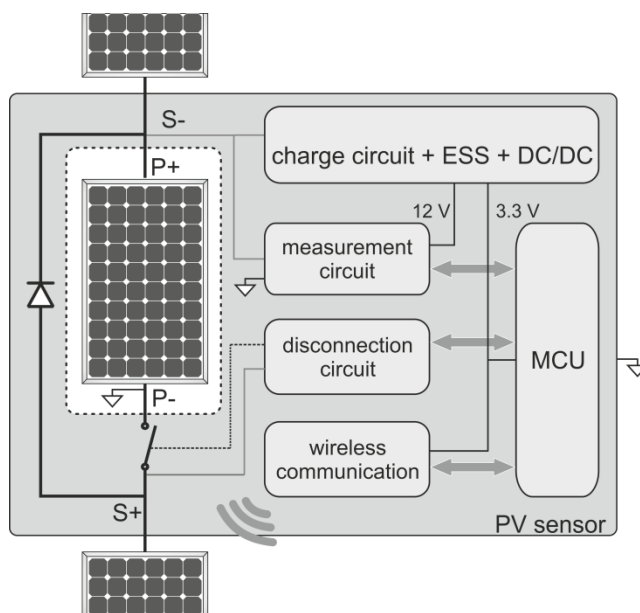 S-
P+
charge circuit + ESS + DC/DC
12 V
3.3 V
measurement
circuit
disconnection
circuit
MCU
P-
wireless
communication
S+
PV sensor